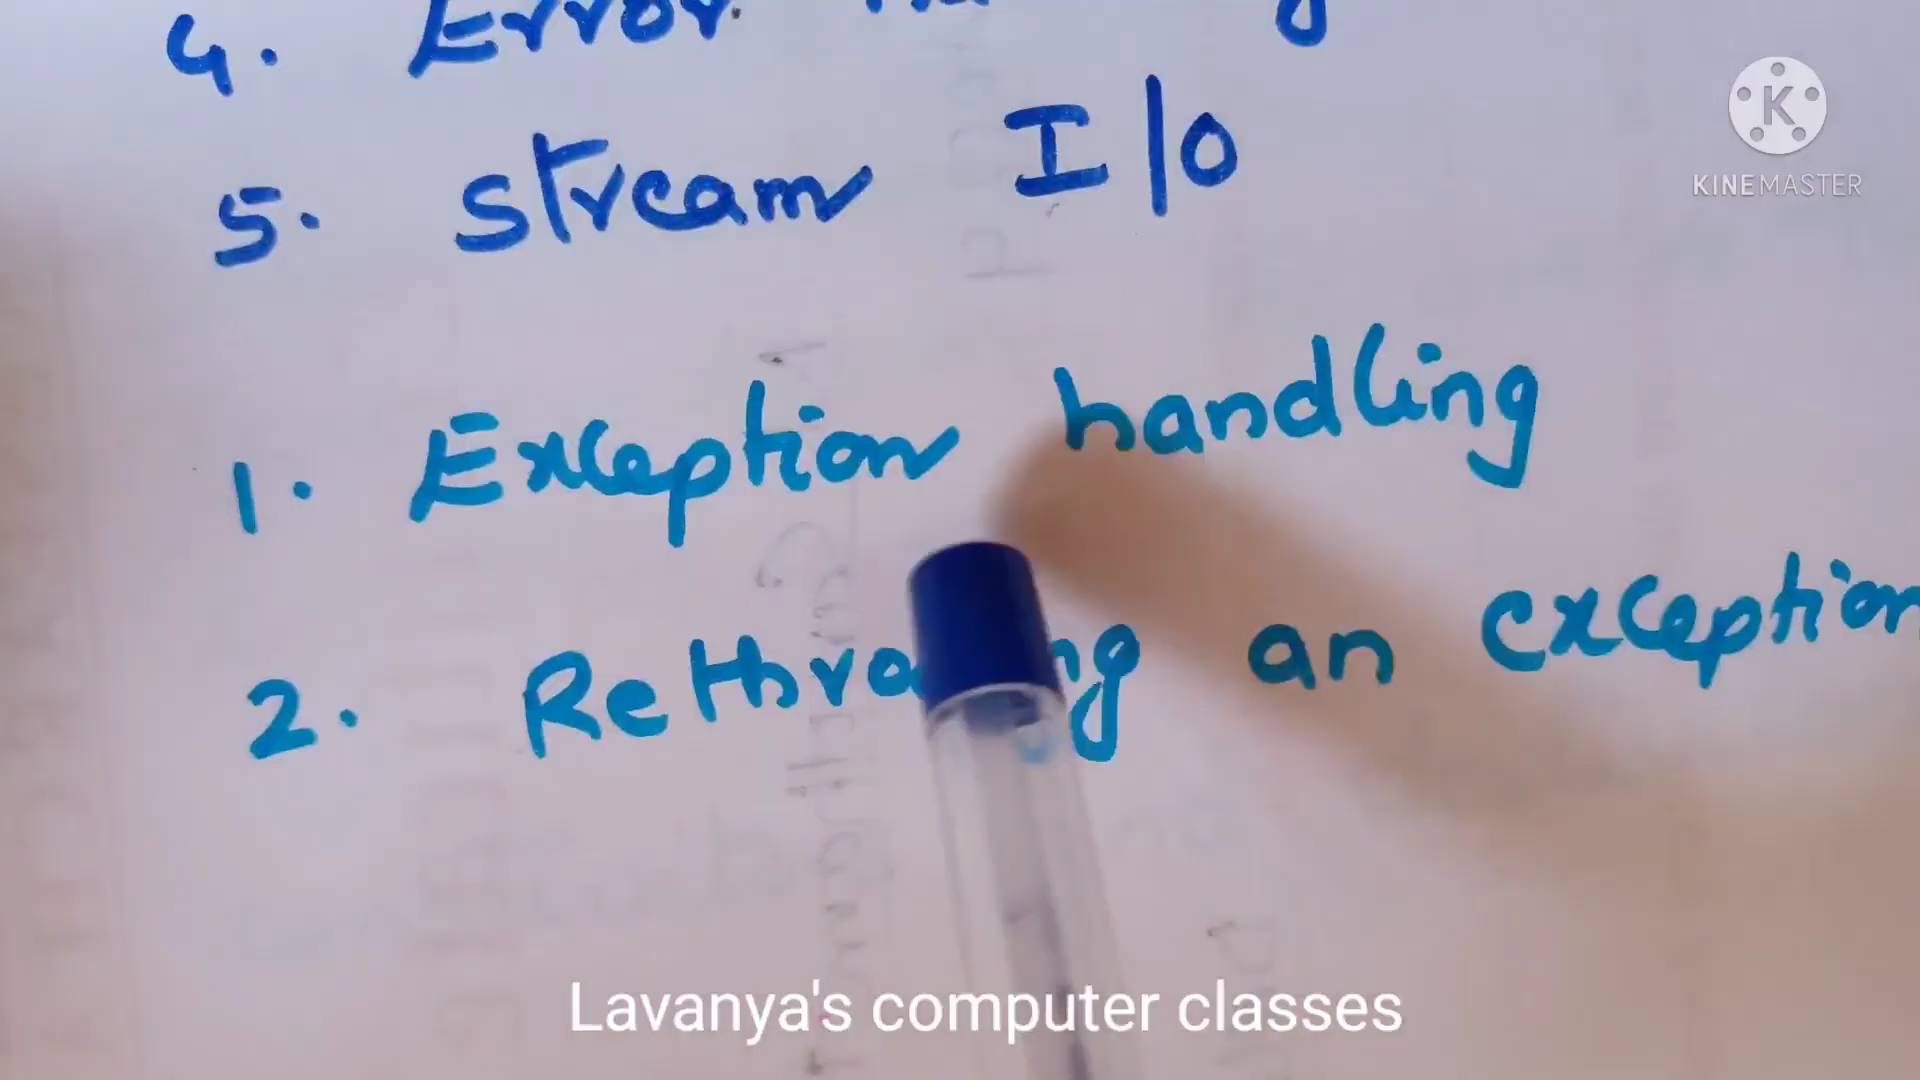 4. Error
5. stream I/O
KINEMASTER
1. Exception handling
2. an exception
Lavanya's computer classes